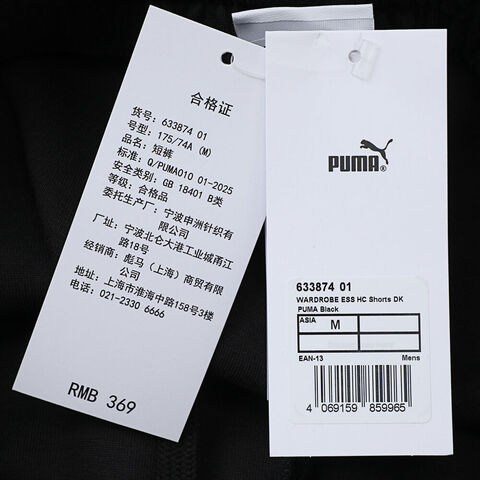 合格证
货号: 633874 01
号型: 175/74A (M)
品名: 短裤
标准: Q/PUMA010 01-2025
安全类别: GB 18401 B类
等级: 合格品
委托生产厂: 宁波申洲针织有
限公司
厂址: 宁波北仑大港工业城甬江
路18号
经销商: 彪马（上海）商贸有限公司
地址: 上海市淮海中路158号3楼
电话: 021-2330 6666
RMB 369
PUMA®
633874 01
WARDROBE ESS HC Shorts DK
PUMA Black
ASIA M
EAN-13 Mens
4 069159 859965